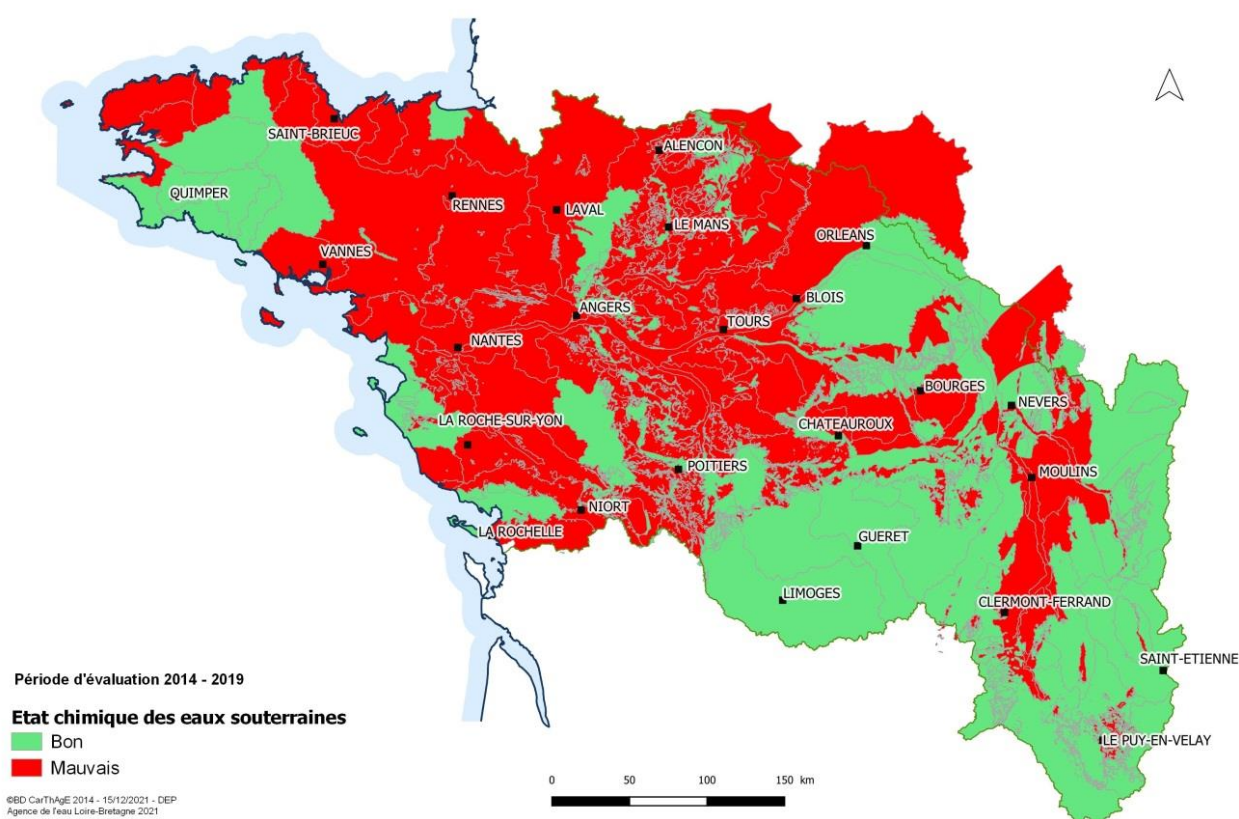 ALENCON
SAINT-BRIEUC
QUIMPER
RENNES
LAVAL
LE MANS
ORLEANS
VANNES
BLOIS
ANGERS
TOURS
NANTES
BOURGES
NEVERS
LA ROCHE-SUR-YON
CHATEAUROUX
POITIERS
MOULINS
NIORT
LA ROCHELLE
GUERET
LIMOGES
CLERMONT-FERRAND
SAINT-ETIENNE
LE PUY-EN-VELAY
Période d'évaluation 2014 - 2019
Etat chimique des eaux souterraines
Bon
Mauvais
0 50 100 150 km
©BD CarThAgE 2014 - 15/12/2021 - DEP
Agence de l'eau Loire-Bretagne 2021